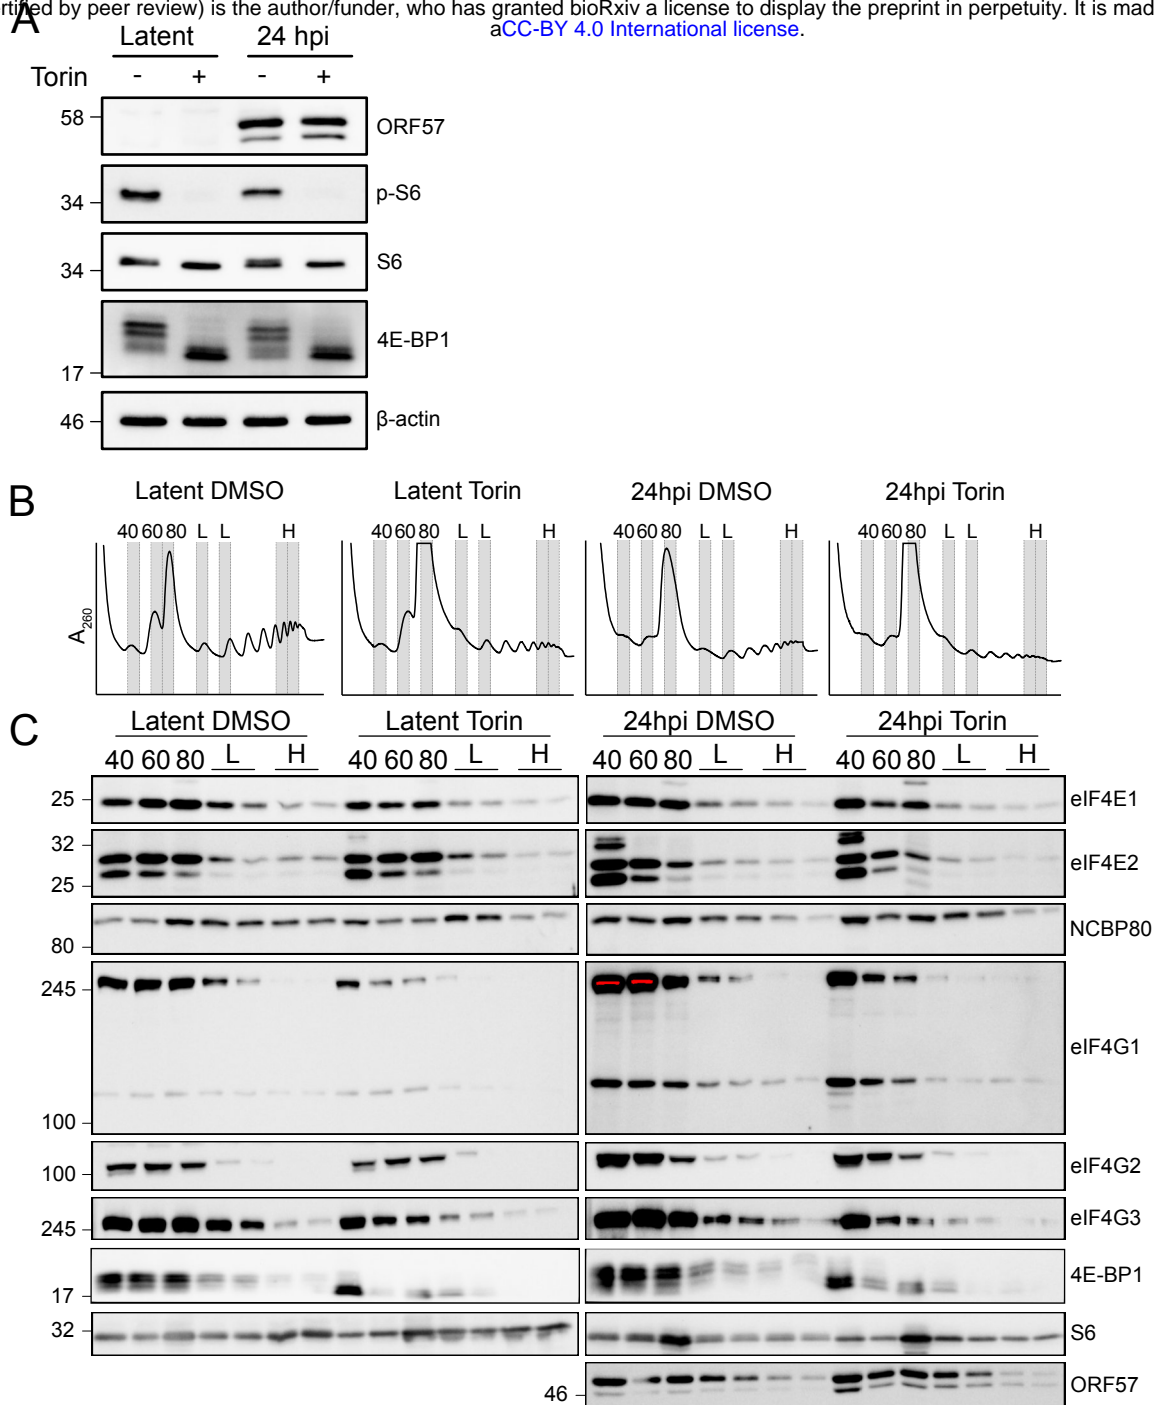 rtified by peer review) is the author/funder, who has granted bioRxiv a license to display the preprint in perpetuity. It is mad
aCC-BY 4.0 International license.
A
Latent 24 hpi
Torin - + - +
58 ORF57
34 p-S6
34 S6
4E-BP1
17
46 β-actin
B
Latent DMSO Latent Torin 24hpi DMSO 24hpi Torin
40 60 80 L L H 40 60 80 L L H 40 60 80 L L H 40 60 80 L L H
A260
C
Latent DMSO Latent Torin 24hpi DMSO 24hpi Torin
40 60 80 L H 40 60 80 L H 40 60 80 L H 40 60 80 L H
25 eIF4E1
32
eIF4E2
25
NCBP80
80
245
eIF4G1
100
100 eIF4G2
245 eIF4G3
4E-BP1
17
32 S6
46 ORF57